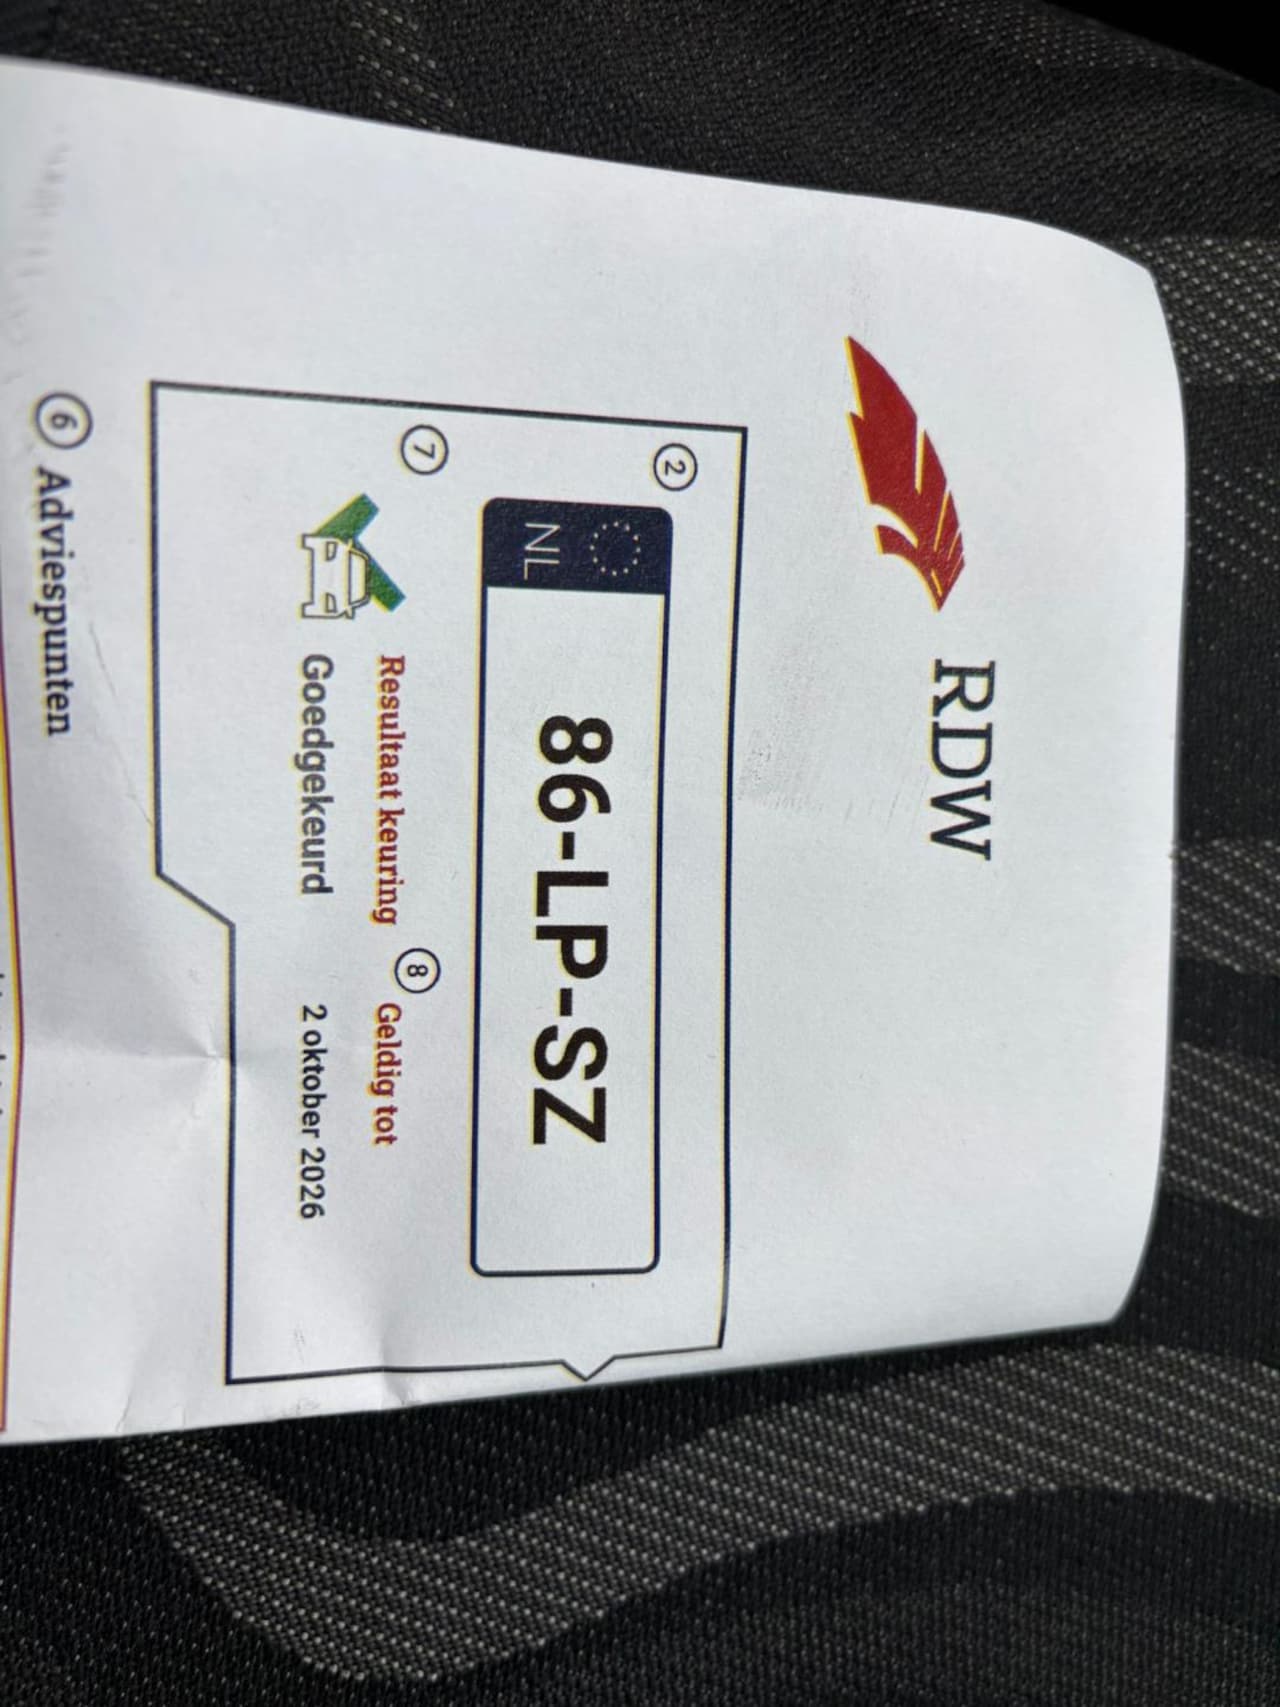 RDW
2
NL
86-LP-SZ
7 Resultaat keuring 8 Geldig tot
Goedgekeurd 2 oktober 2026
6 Adviespunten